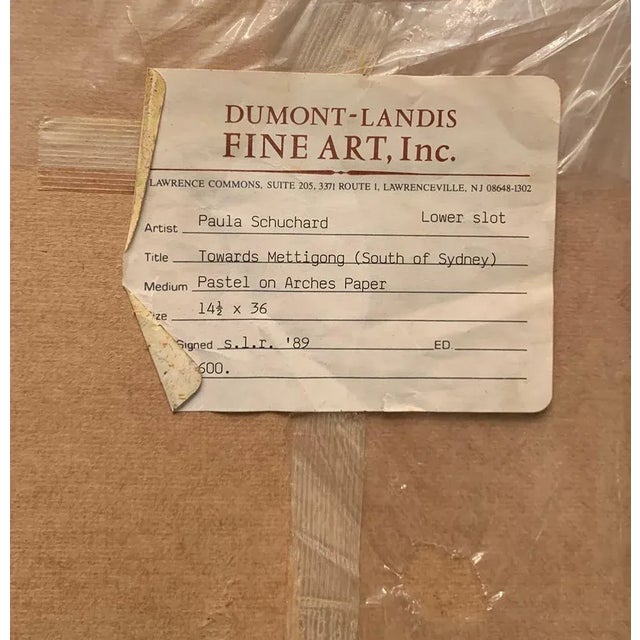 DUMONT-LANDIS
FINE ART, Inc.
LAWRENCE COMMONS, SUITE 205, 3371 ROUTE 1, LAWRENCEVILLE, NJ 08648-1302
Artist Paula Schuchard Lower slot
Title Towards Mettigong (South of Sydney)
Medium Pastel on Arches Paper
ize 14½ x 36
Signed s.l.r. '89 ED.
600.